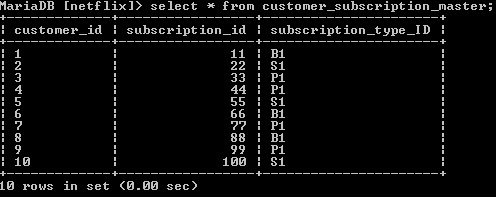 MariaDB [netflix]> select * from customer_subscription_master;
+-------------+-----------------+----------------------+
| customer_id | subscription_id | subscription_type_ID |
+-------------+-----------------+----------------------+
| 1           |              11 | B1                   |
| 2           |              22 | S1                   |
| 3           |              33 | P1                   |
| 4           |              44 | P1                   |
| 5           |              55 | S1                   |
| 6           |              66 | B1                   |
| 7           |              77 | P1                   |
| 8           |              88 | B1                   |
| 9           |              99 | P1                   |
| 10          |             100 | S1                   |
+-------------+-----------------+----------------------+
10 rows in set (0.00 sec)